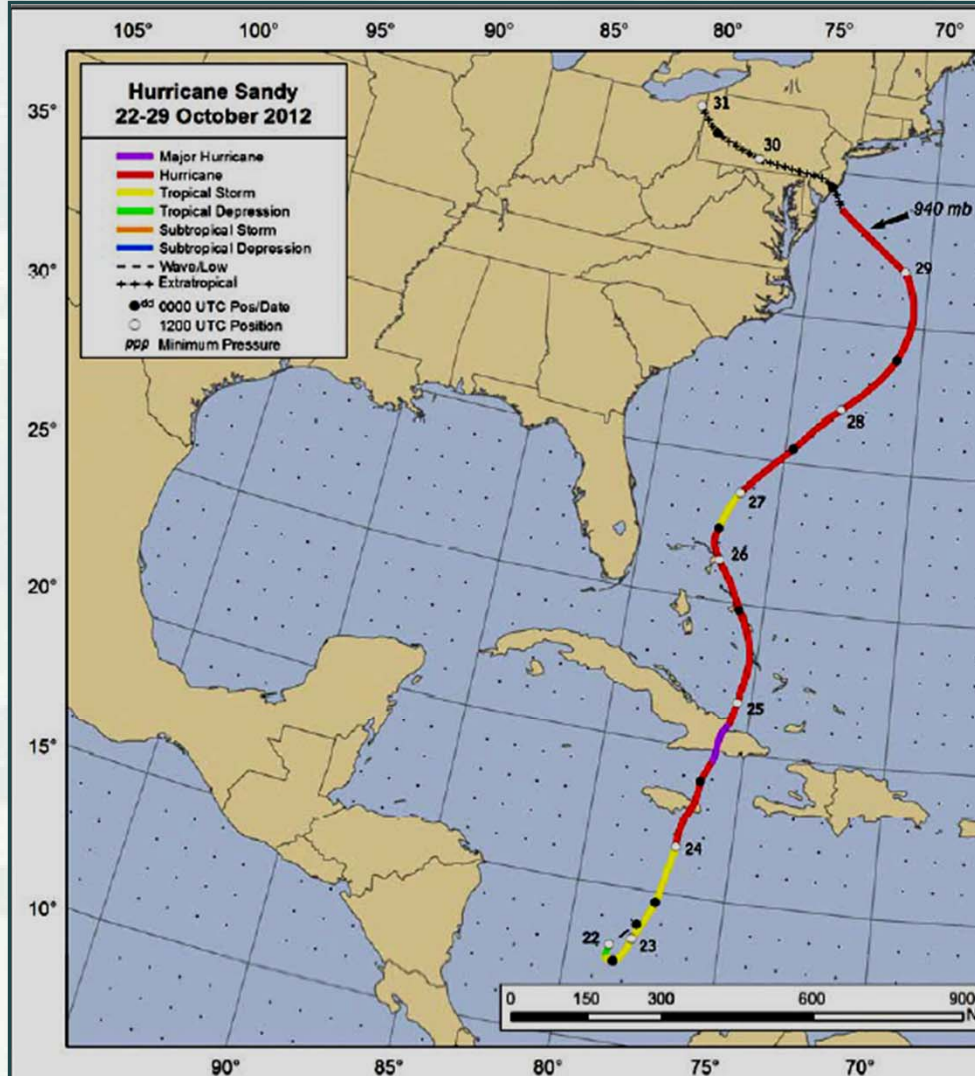 105° 100° 95° 90° 85° 80° 75° 70°
Hurricane Sandy
22-29 October 2012
Major Hurricane
Hurricane
Tropical Storm
Tropical Depression
Subtropical Storm
Subtropical Depression
Wave/Low
Extratropical
dd 0000 UTC Pos/Date
1200 UTC Position
ppp Minimum Pressure
35°
30°
25°
20°
15°
10°
31
30
940 mb
29
28
27
26
25
24
22
23
0 150 300 600 900
N
90° 85° 80° 75° 70°